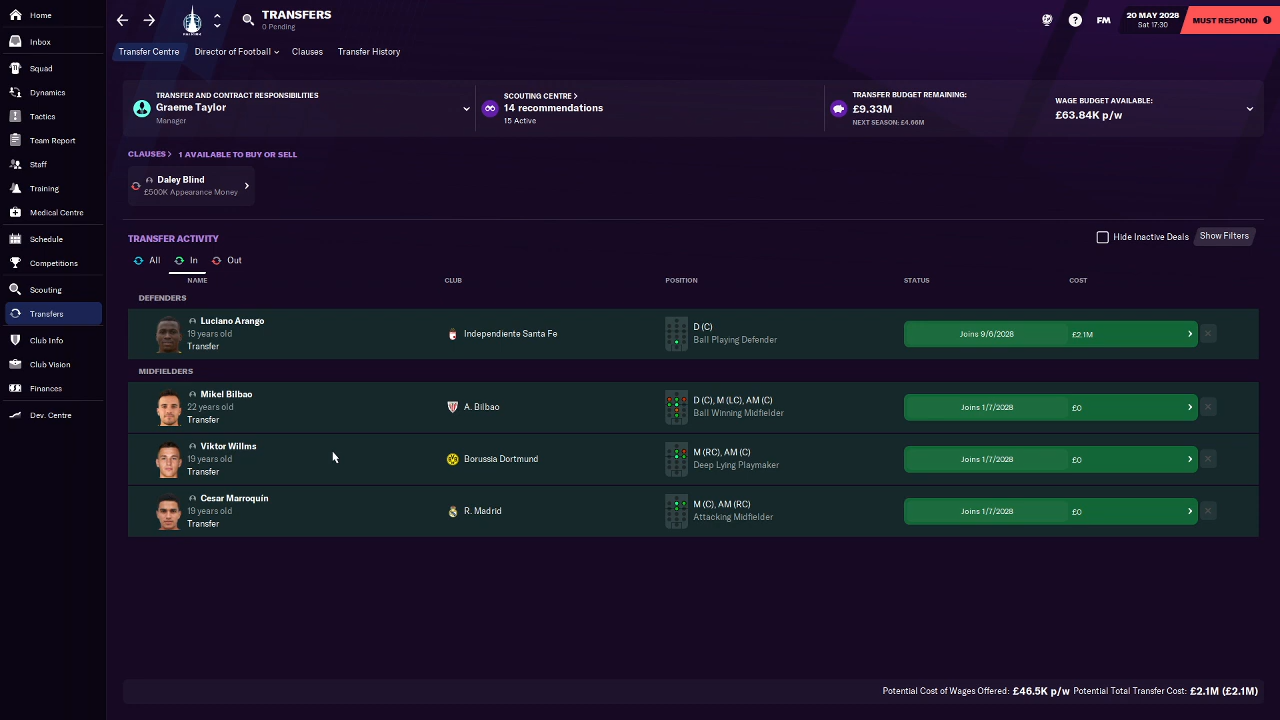 Home
Inbox
Squad
Dynamics
Tactics
Team Report
Staff
Training
Medical Centre
Schedule
Competitions
Scouting
Transfers
Club Info
Club Vision
Finances
Dev. Centre
TRANSFERS
0 Pending
FM
20 MAY 2028
Sat 17:30
MUST RESPOND
Transfer Centre
Director of Football
Clauses
Transfer History
TRANSFER AND CONTRACT RESPONSIBILITIES
Graeme Taylor
Manager
SCOUTING CENTRE >
14 recommendations
15 Active
TRANSFER BUDGET REMAINING:
£9.33M
NEXT SEASON: £4.66M
WAGE BUDGET AVAILABLE:
£63.84K p/w
CLAUSES > 1 AVAILABLE TO BUY OR SELL
Daley Blind
£500K Appearance Money
TRANSFER ACTIVITY
Hide Inactive Deals
Show Filters
All
In
Out
NAME
CLUB
POSITION
STATUS
COST
DEFENDERS
Luciano Arango
19 years old
Transfer
Independiente Santa Fe
D (C)
Ball Playing Defender
Joins 9/6/2028
£2.1M
MIDFIELDERS
Mikel Bilbao
22 years old
Transfer
A. Bilbao
D (C), M (LC), AM (C)
Ball Winning Midfielder
Joins 1/7/2028
£0
Viktor Willms
19 years old
Transfer
Borussia Dortmund
M (RC), AM (C)
Deep Lying Playmaker
Joins 1/7/2028
£0
Cesar Marroquín
19 years old
Transfer
R. Madrid
M (C), AM (RC)
Attacking Midfielder
Joins 1/7/2028
£0
Potential Cost of Wages Offered: £46.5K p/w Potential Total Transfer Cost: £2.1M (£2.1M)